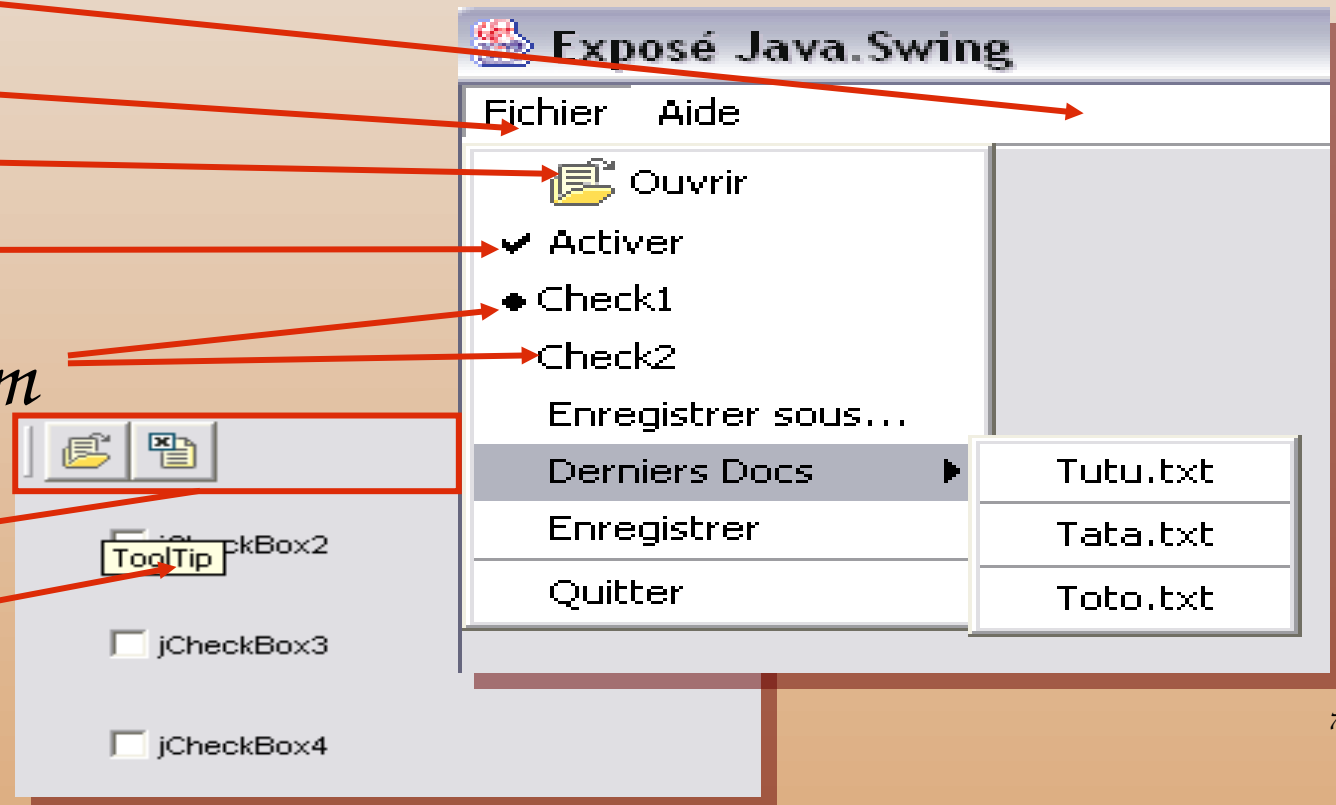 Exposé Java.Swing
Fichier Aide
Ouvrir
Activer
Check1
Check2
m
Enregistrer sous...
Derniers Docs
Tutu.txt
Enregistrer
Tata.txt
Quitter
Toto.txt
ToolTip
ckBox2
jCheckBox3
jCheckBox4